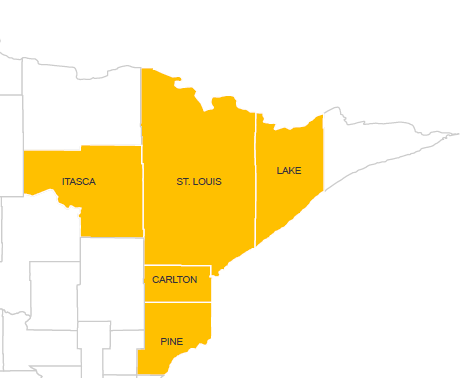 LAKE
ITASCA
ST. LOUIS
CARLTON
PINE